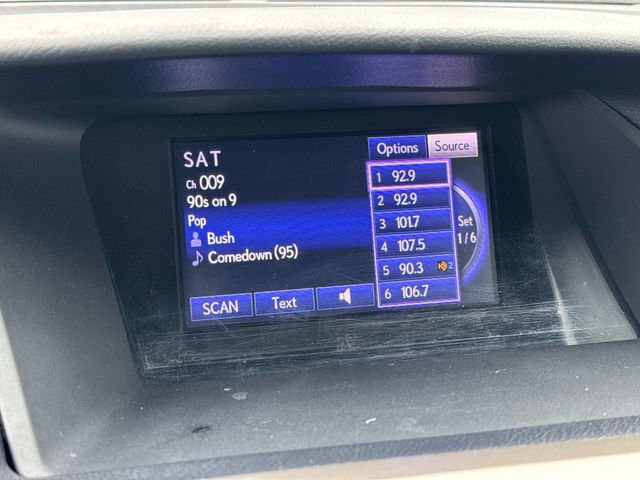 SAT
Options
Source
Ch 009
90s on 9
Pop
Bush
Comedown (95)
1 92.9
2 92.9
3 101.7
4 107.5
5 90.3 2
6 106.7
Set
1/6
SCAN
Text